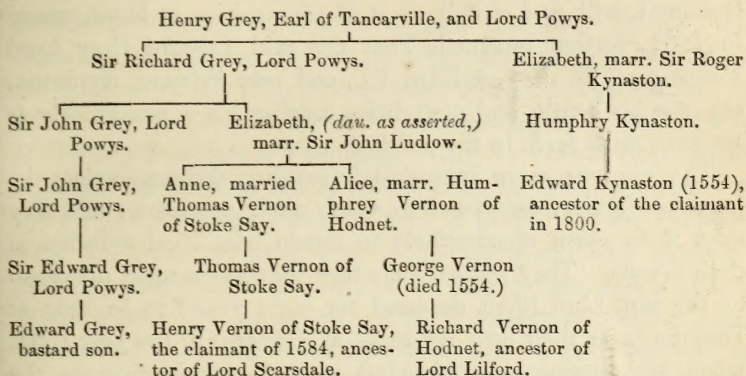 Henry Grey, Earl of Tancarville, and Lord Powys.
Sir Richard Grey, Lord Powys.
Elizabeth, marr. Sir Roger
Kynaston.
Sir John Grey, Lord
Powys.
Elizabeth, (dau. as asserted,)
marr. Sir John Ludlow.
Humphry Kynaston.
Sir John Grey,
Lord Powys.
Anne, married
Thomas Vernon
of Stoke Say.
Alice, marr. Hum-
phrey Vernon of
Hodnet.
Edward Kynaston (1554),
ancestor of the claimant
in 1800.
Sir Edward Grey,
Lord Powys.
Thomas Vernon of
Stoke Say.
George Vernon
(died 1554.)
Edward Grey,
bastard son.
Henry Vernon of Stoke Say,
the claimant of 1584, ances-
tor of Lord Scarsdale.
Richard Vernon of
Hodnet, ancestor of
Lord Lilford.